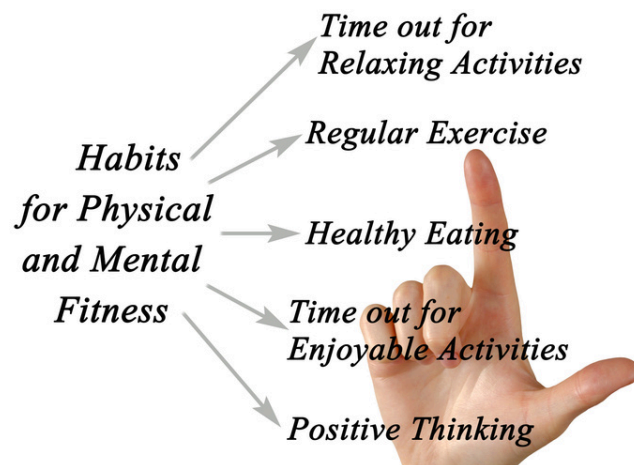 Habits
for Physical
and Mental
Fitness
Time out for
Relaxing Activities
Regular Exercise
Healthy Eating
Time out for
Enjoyable Activities
Positive Thinking